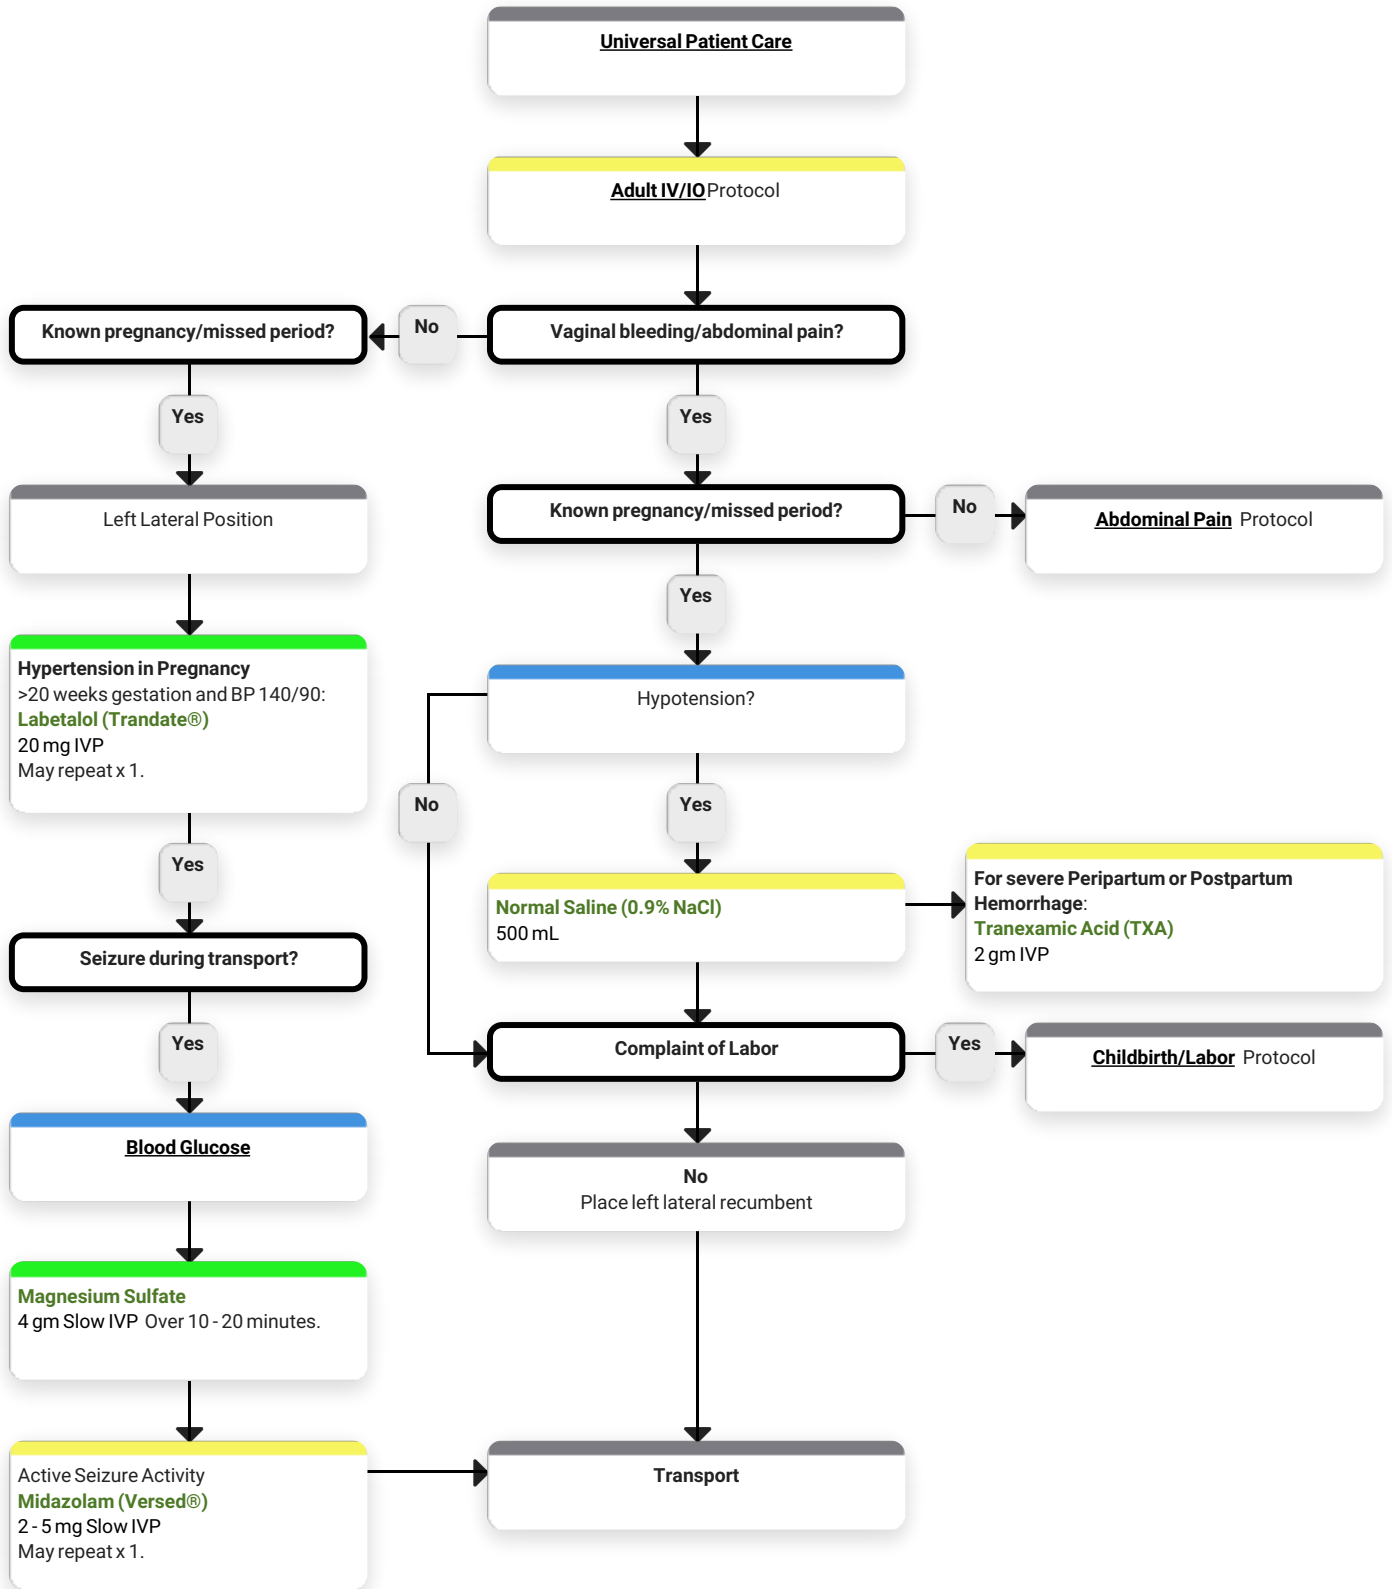 Universal Patient Care
Adult IV/IO Protocol
Known pregnancy/missed period?
No
Vaginal bleeding/abdominal pain?
Yes
Yes
Left Lateral Position
Known pregnancy/missed period?
No
Abdominal Pain Protocol
Yes
Hypertension in Pregnancy
>20 weeks gestation and BP 140/90:
Labetalol (Trandate®)
20 mg IVP
May repeat x 1.
Hypotension?
No
Yes
Yes
Normal Saline (0.9% NaCl)
500 mL
For severe Peripartum or Postpartum
Hemorrhage:
Tranexamic Acid (TXA)
2 gm IVP
Seizure during transport?
Yes
Complaint of Labor
Yes
Childbirth/Labor Protocol
Blood Glucose
No
Place left lateral recumbent
Magnesium Sulfate
4 gm Slow IVP Over 10 - 20 minutes.
Active Seizure Activity
Midazolam (Versed®)
2 - 5 mg Slow IVP
May repeat x 1.
Transport